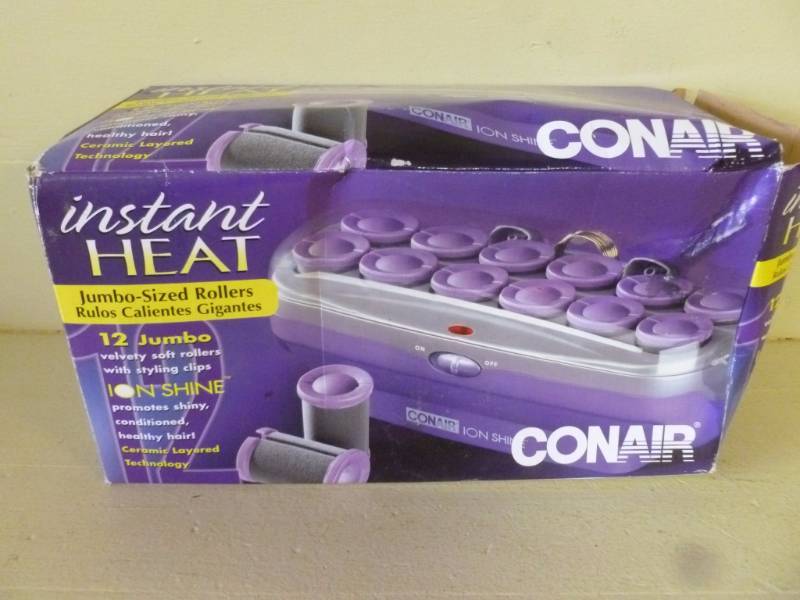 HEAT
conditioned,
healthy hair!
Ceramic Layered
Technology
CONAIR ION SHINE
CONAIR
instant
HEAT
Jumbo-Sized Rollers
Rulos Calientes Gigantes
12 Jumbo
velvety soft rollers
with styling clips
ION SHINE™
promotes shiny,
conditioned,
healthy hair!
Ceramic Layered
Technology
ON
OFF
CONAIR ION SHINE
CONAIR®